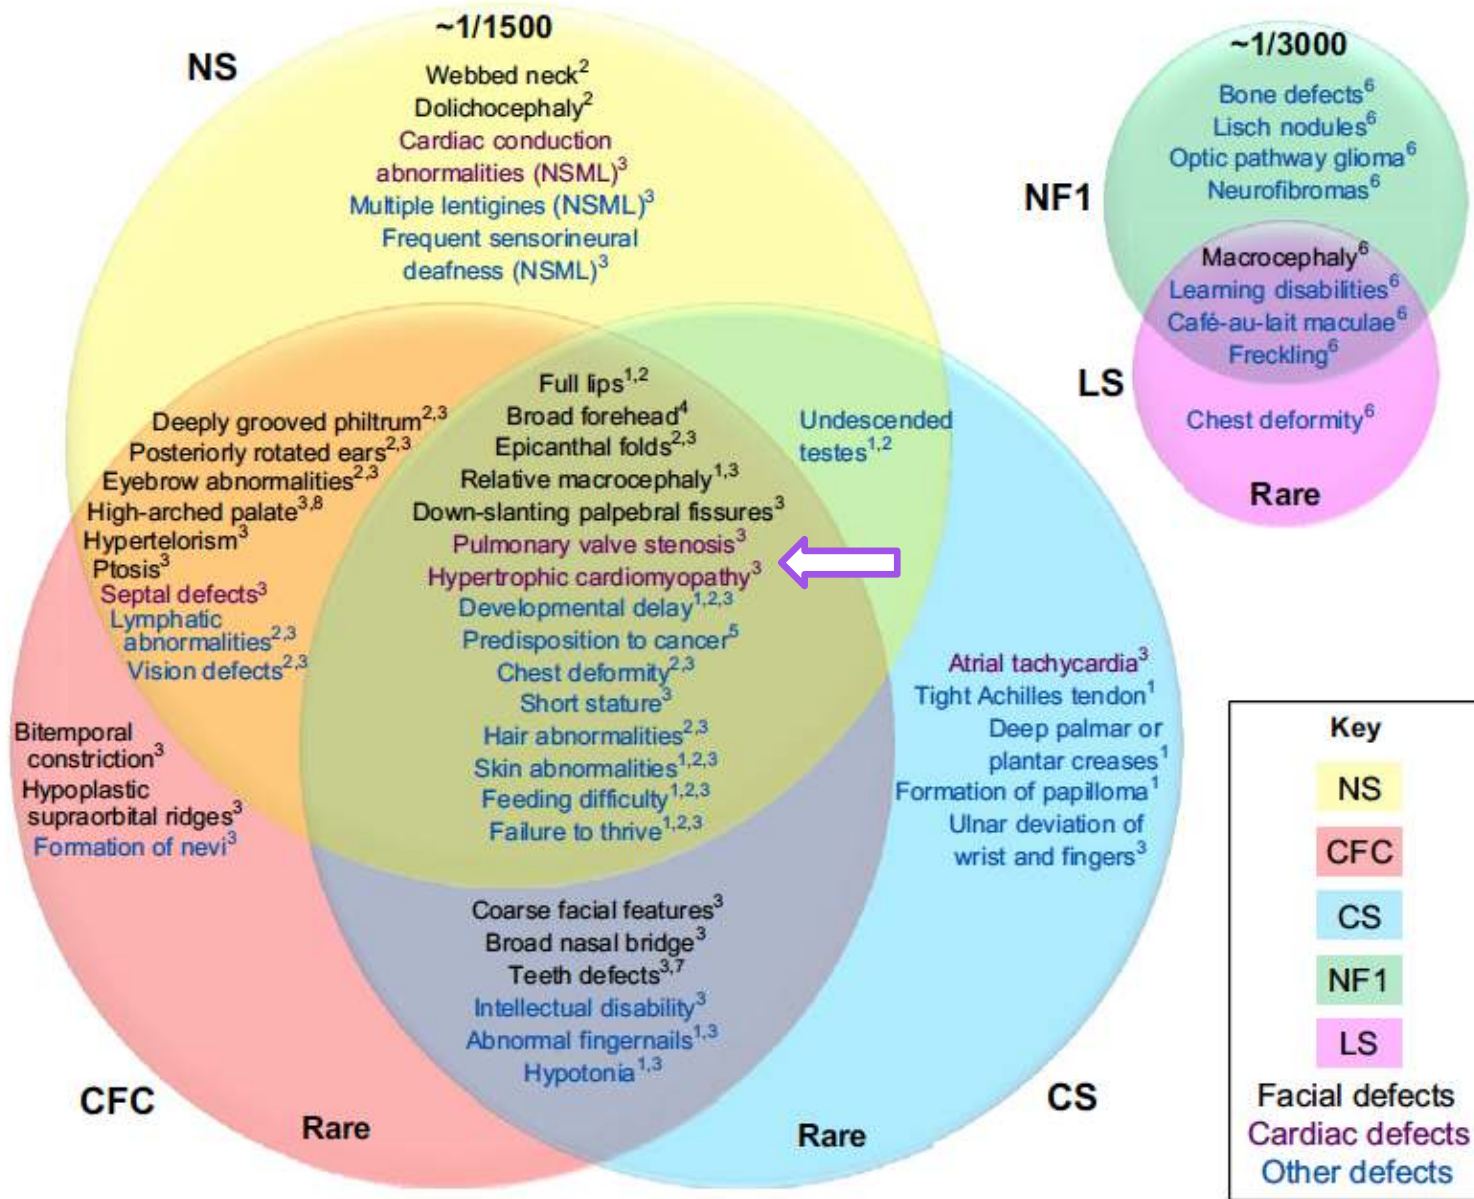 ~1/1500
NS
Webbed neck²
Dolichocephaly²
Cardiac conduction
abnormalities (NSML)³
Multiple lentigines (NSML)³
Frequent sensorineural
deafness (NSML)³
Deeply grooved philtrum²,³
Posteriorly rotated ears²,³
Eyebrow abnormalities²,³
High-arched palate³,⁸
Hypertelorism³
Ptosis³
Septal defects³
Lymphatic
abnormalities²,³
Vision defects²,³
Full lips¹,²
Broad forehead⁴
Epicanthal folds²,³
Relative macrocephaly¹,³
Down-slanting palpebral fissures³
Pulmonary valve stenosis³
Hypertrophic cardiomyopathy³
Developmental delay¹,²,³
Predisposition to cancer⁵
Chest deformity²,³
Short stature³
Hair abnormalities²,³
Skin abnormalities¹,²,³
Feeding difficulty¹,²,³
Failure to thrive¹,²,³
Undescended
testes¹,²
Bitemporal
constriction³
Hypoplastic
supraorbital ridges³
Formation of nevi³
Atrial tachycardia³
Tight Achilles tendon¹
Deep palmar or
plantar creases¹
Formation of papilloma¹
Ulnar deviation of
wrist and fingers³
Coarse facial features³
Broad nasal bridge³
Teeth defects³,⁷
Intellectual disability³
Abnormal fingernails¹,³
Hypotonia¹,³
CFC
Rare
CS
Rare
~1/3000
NF1
Bone defects⁶
Lisch nodules⁶
Optic pathway glioma⁶
Neurofibromas⁶
Macrocephaly⁶
Learning disabilities⁶
Café-au-lait maculae⁶
Freckling⁶
LS
Chest deformity⁶
Rare
Key
NS
CFC
CS
NF1
LS
Facial defects
Cardiac defects
Other defects